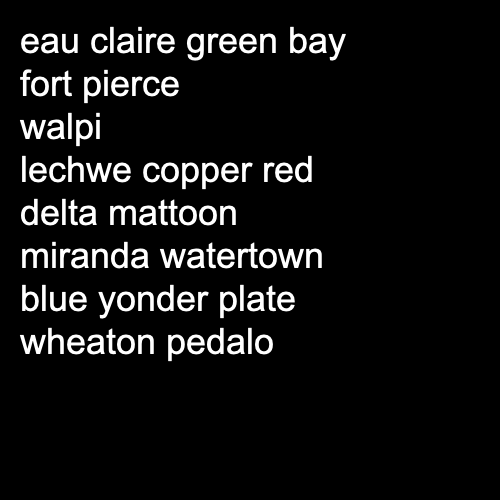 eau claire green bay
fort pierce
walpi
lechwe copper red
delta mattoon
miranda watertown
blue yonder plate
wheaton pedalo